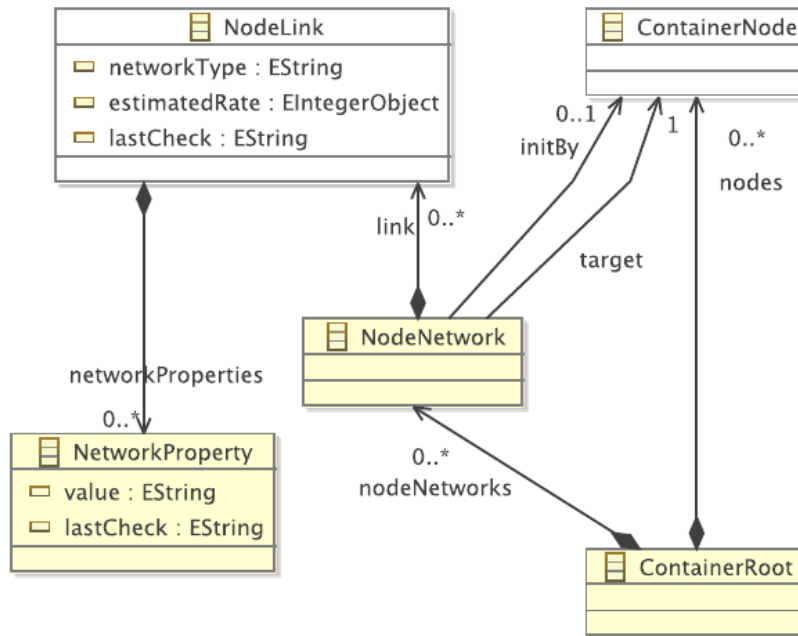 NodeLink
networkType : EString
estimatedRate : EIntegerObject
lastCheck : EString
ContainerNode
0..1
1
initBy
0..*
nodes
link
0..*
target
NodeNetwork
networkProperties
0..*
NetworkProperty
value : EString
lastCheck : EString
0..*
nodeNetworks
ContainerRoot